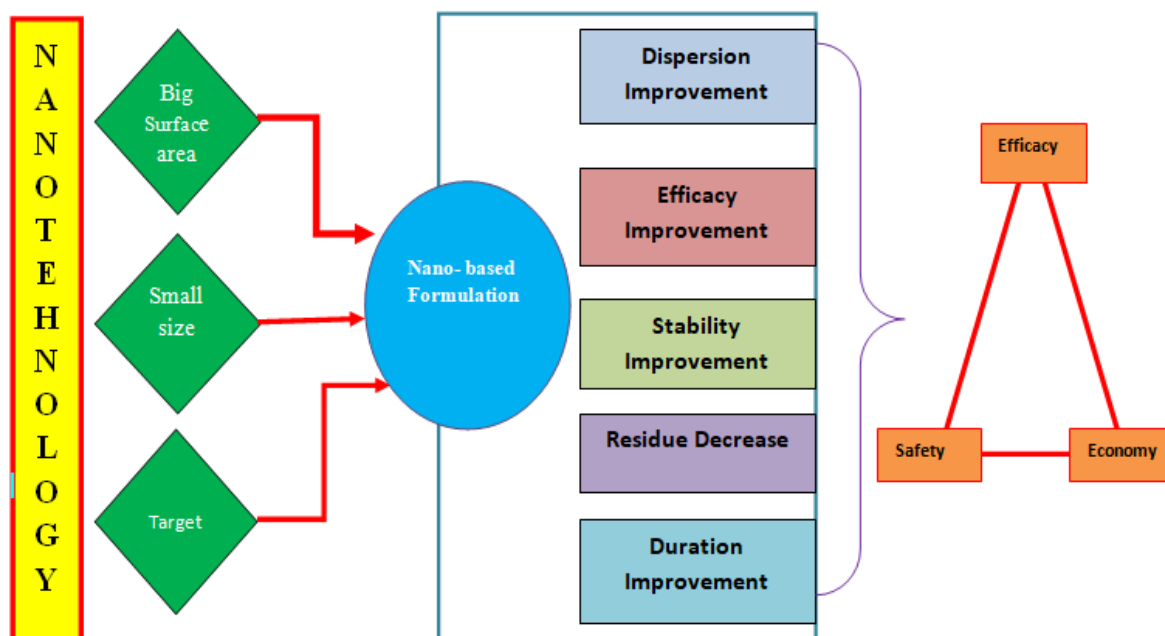 N
A
N
O
T
E
H
N
O
L
O
G
Y
Big
Surface
area
Small
size
Target
Nano- based
Formulation
Dispersion
Improvement
Efficacy
Improvement
Stability
Improvement
Residue Decrease
Duration
Improvement
Efficacy
Safety
Economy